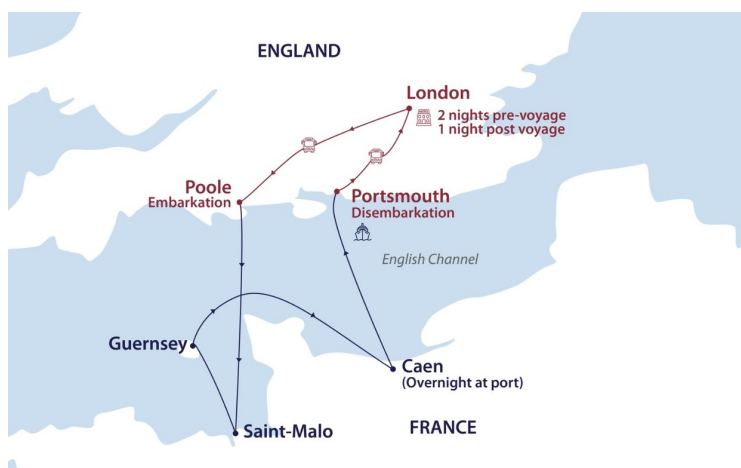 ENGLAND
London
2 nights pre-voyage
1 night post voyage
Poole
Embarkation
Portsmouth
Disembarkation
English Channel
Guernsey
Caen
(Overnight at port)
Saint-Malo
FRANCE